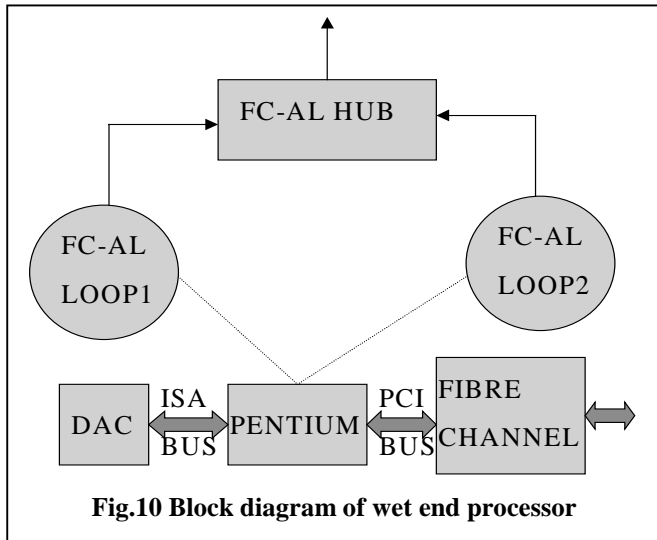 FC-AL HUB
FC-AL
LOOP1
FC-AL
LOOP2
DAC
ISA
BUS
PENTIUM
PCI
BUS
FIBRE
CHANNEL
Fig.10 Block diagram of wet end processor